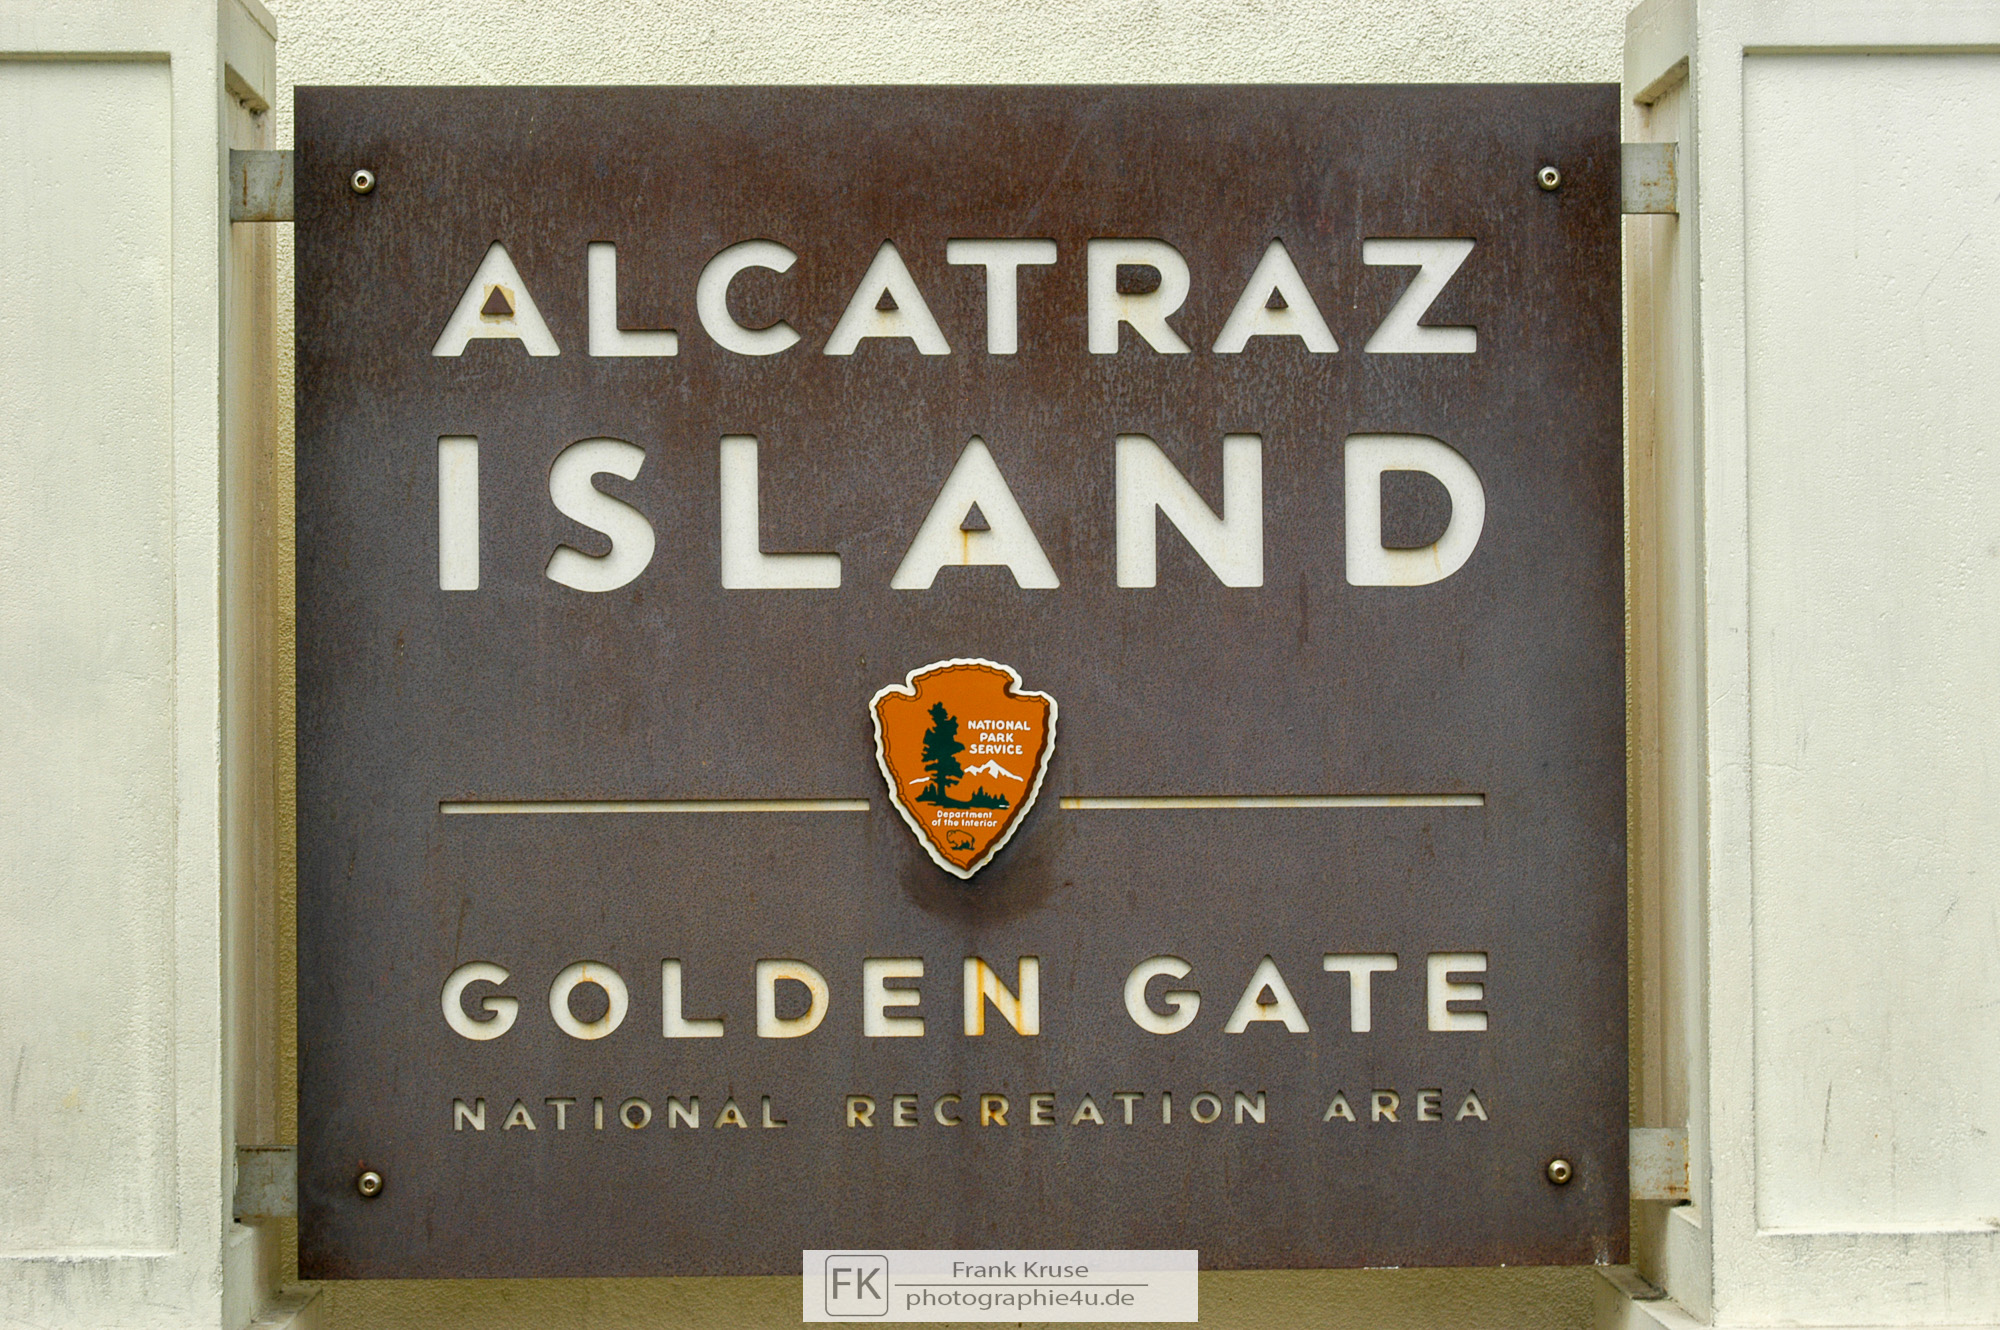 ALCATRAZ
ISLAND
NATIONAL
PARK
SERVICE
Department
of the Interior
GOLDEN GATE
NATIONAL RECREATION AREA
FK
Frank Kruse
photographie4u.de